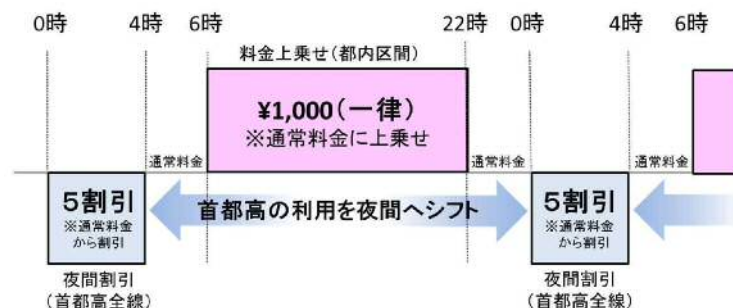 0時 4時 6時 22時 0時 4時 6時
料金上乗せ(都内区間)
¥1,000(一律)
※通常料金に上乗せ
通常料金 通常料金 通常料金
5割引
※通常料金
から割引
首都高の利用を夜間へシフト
5割引
※通常料金
から割引
夜間割引
(首都高全線)
夜間割引
(首都高全線)